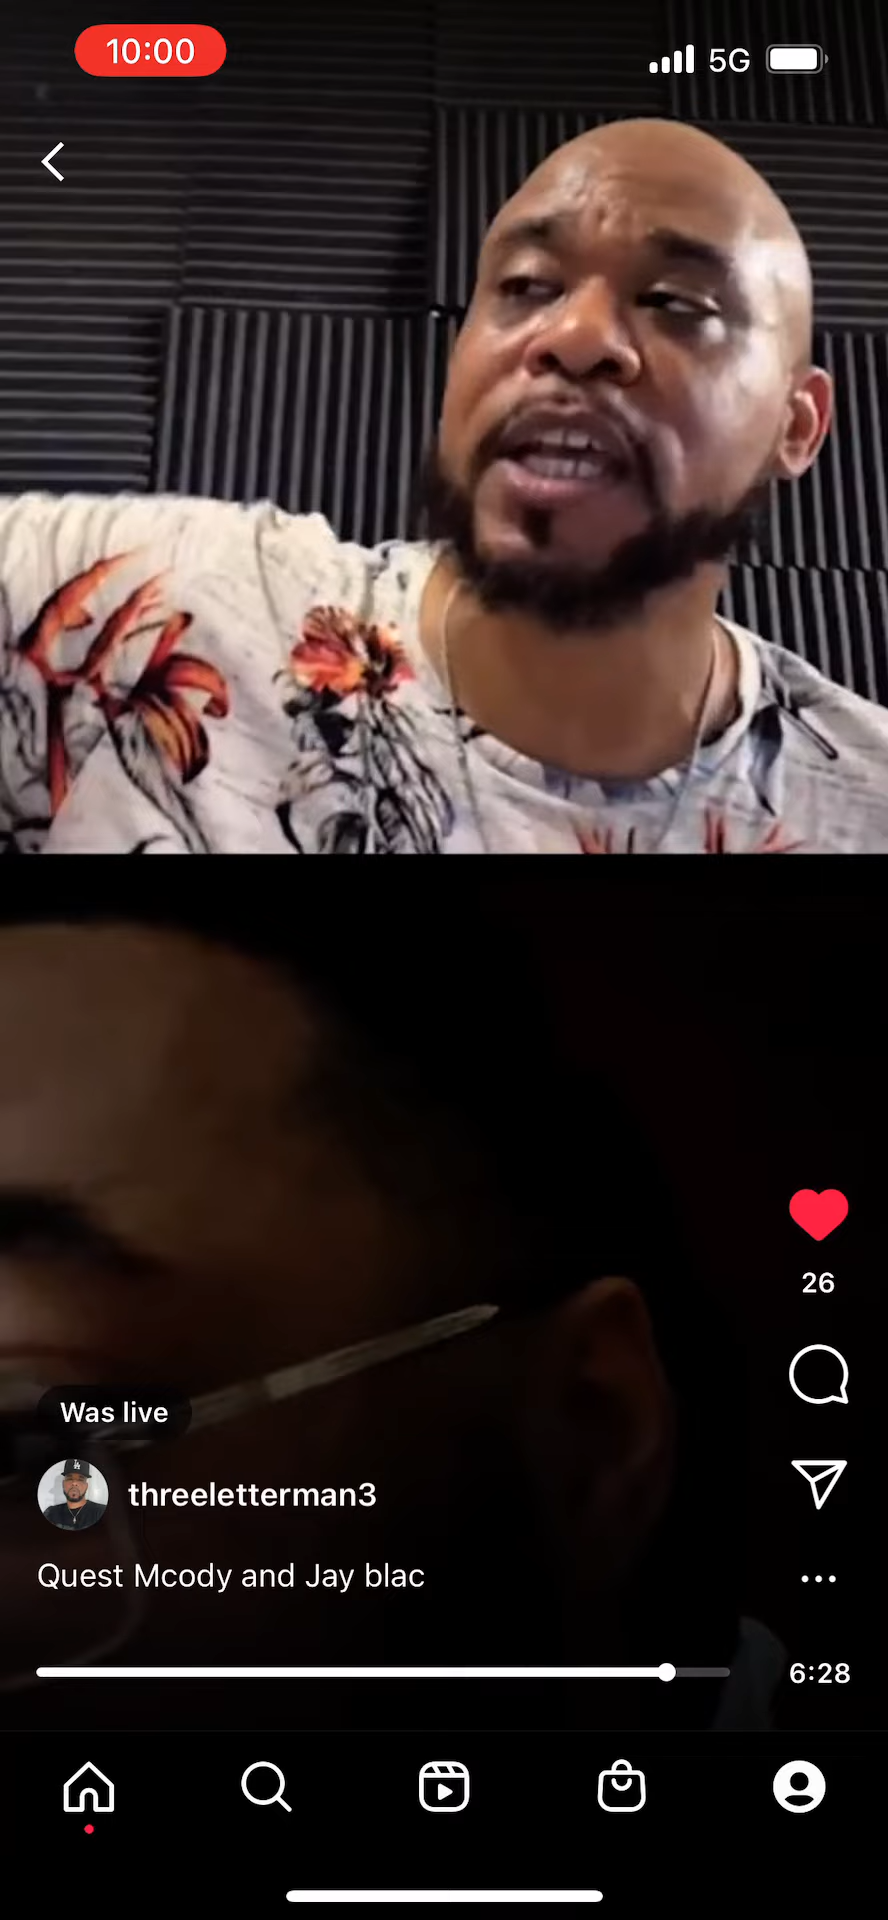 10:00
5G
26
Was live
threeletterman3
Quest Mcody and Jay blac
6:28